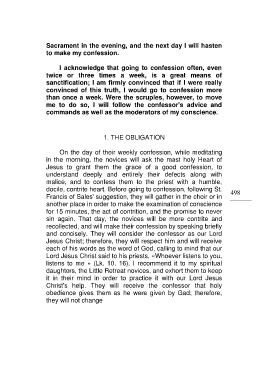 Sacrament in the evening, and the next day I will hasten
to make my confession.
I acknowledge that going to confession often, even
twice or three times a week, is a great means of
sanctification; I am firmly convinced that if I were really
convinced of this truth, I would go to confession more
than once a week. Were the scruples, however, to move
me to do so, I will follow the confessor's advice and
commands as well as the moderators of my conscience.
1. THE OBLIGATION
On the day of their weekly confession, while meditating
in the morning, the novices will ask the mast holy Heart of
Jesus to grant them the grace of a good confession, to
understand deeply and entirely their defects along with
malice, and to confess them to the priest with a humble,
docile, contrite heart. Before going to confession, following St.
Francis of Sales' suggestion, they will gather in the choir or in
another place in order to make the examination of conscience
for 15 minutes, the act of contrition, and the promise to never
sin again. That day, the novices will be more contrite and
recollected, and will make their confession by speaking briefly
and concisely. They will consider the confessor as our Lord
Jesus Christ; therefore, they will respect him and will receive
each of his words as the word of God, calling to mind that our
Lord Jesus Christ said to his priests, «Whoever listens to you,
listens to me » (Lk. 10, 16). I recommend it to my spiritual
daughters, the Little Retreat novices, and exhort them to keep
it in their mind in order to practice it with our Lord Jesus
Christ's help. They will receive the confessor that holy
obedience gives them as he were given by Gad; therefore,
they will not change
498